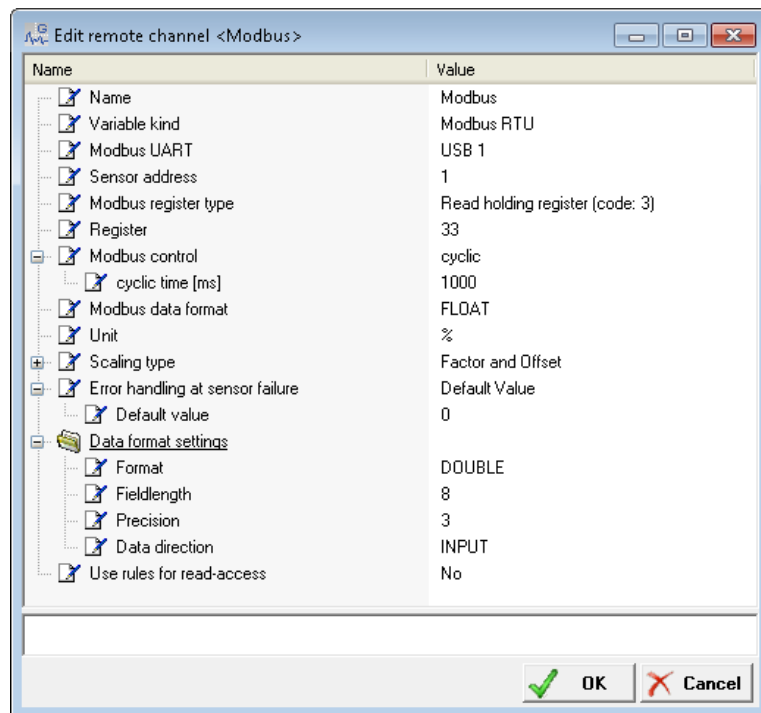 Edit remote channel <Modbus>
Name Value
Name Modbus
Variable kind Modbus RTU
Modbus UART USB 1
Sensor address 1
Modbus register type Read holding register (code: 3)
Register 33
Modbus control cyclic
cyclic time [ms] 1000
Modbus data format FLOAT
Unit %
Scaling type Factor and Offset
Error handling at sensor failure Default Value
Default value 0
Data format settings
Format DOUBLE
Fieldlength 8
Precision 3
Data direction INPUT
Use rules for read-access No
OK Cancel